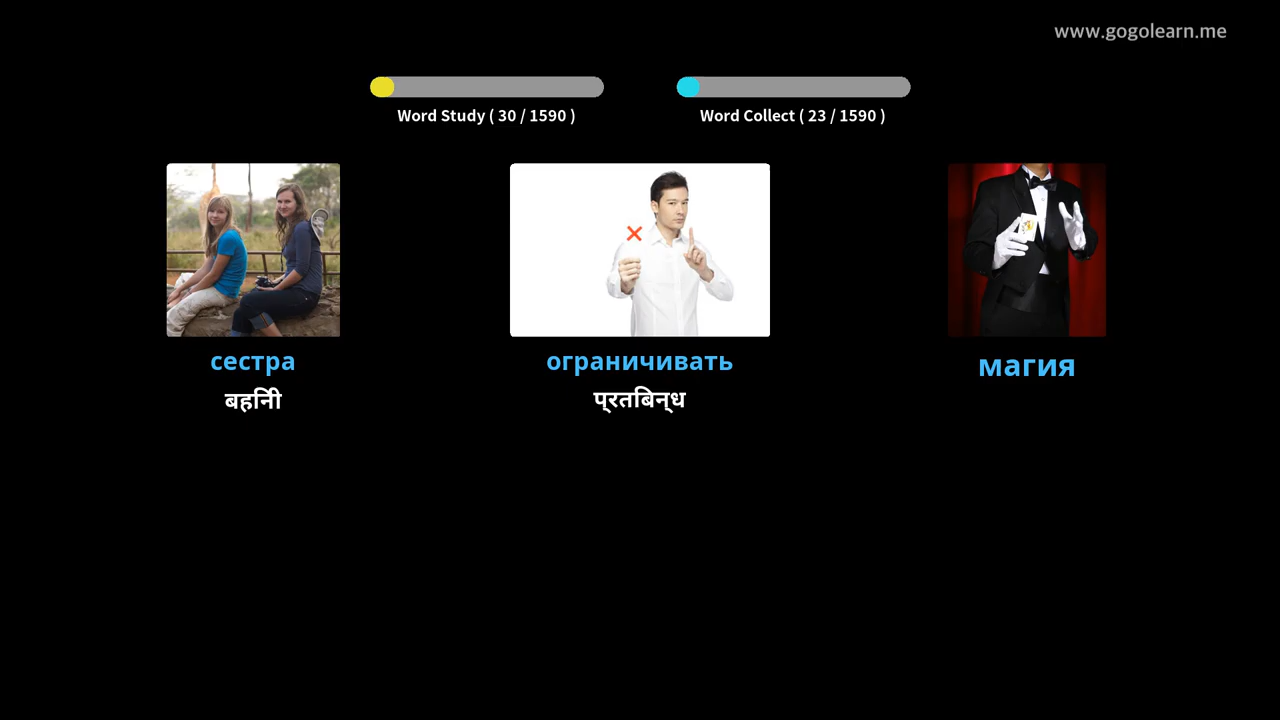 www.gogolearn.me
Word Study ( 30 / 1590 )
Word Collect ( 23 / 1590 )
сестра
ограничивать
магия
बहिनी
प्रतिबन्ध